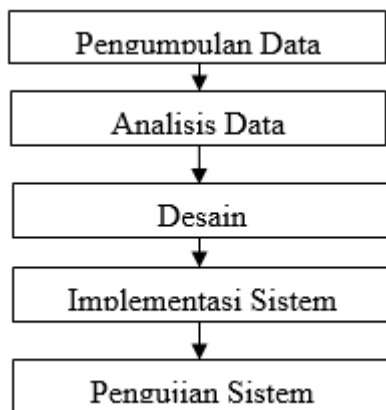 Pengumpulan Data
Analisis Data
Desain
Implementasi Sistem
Pengujian Sistem